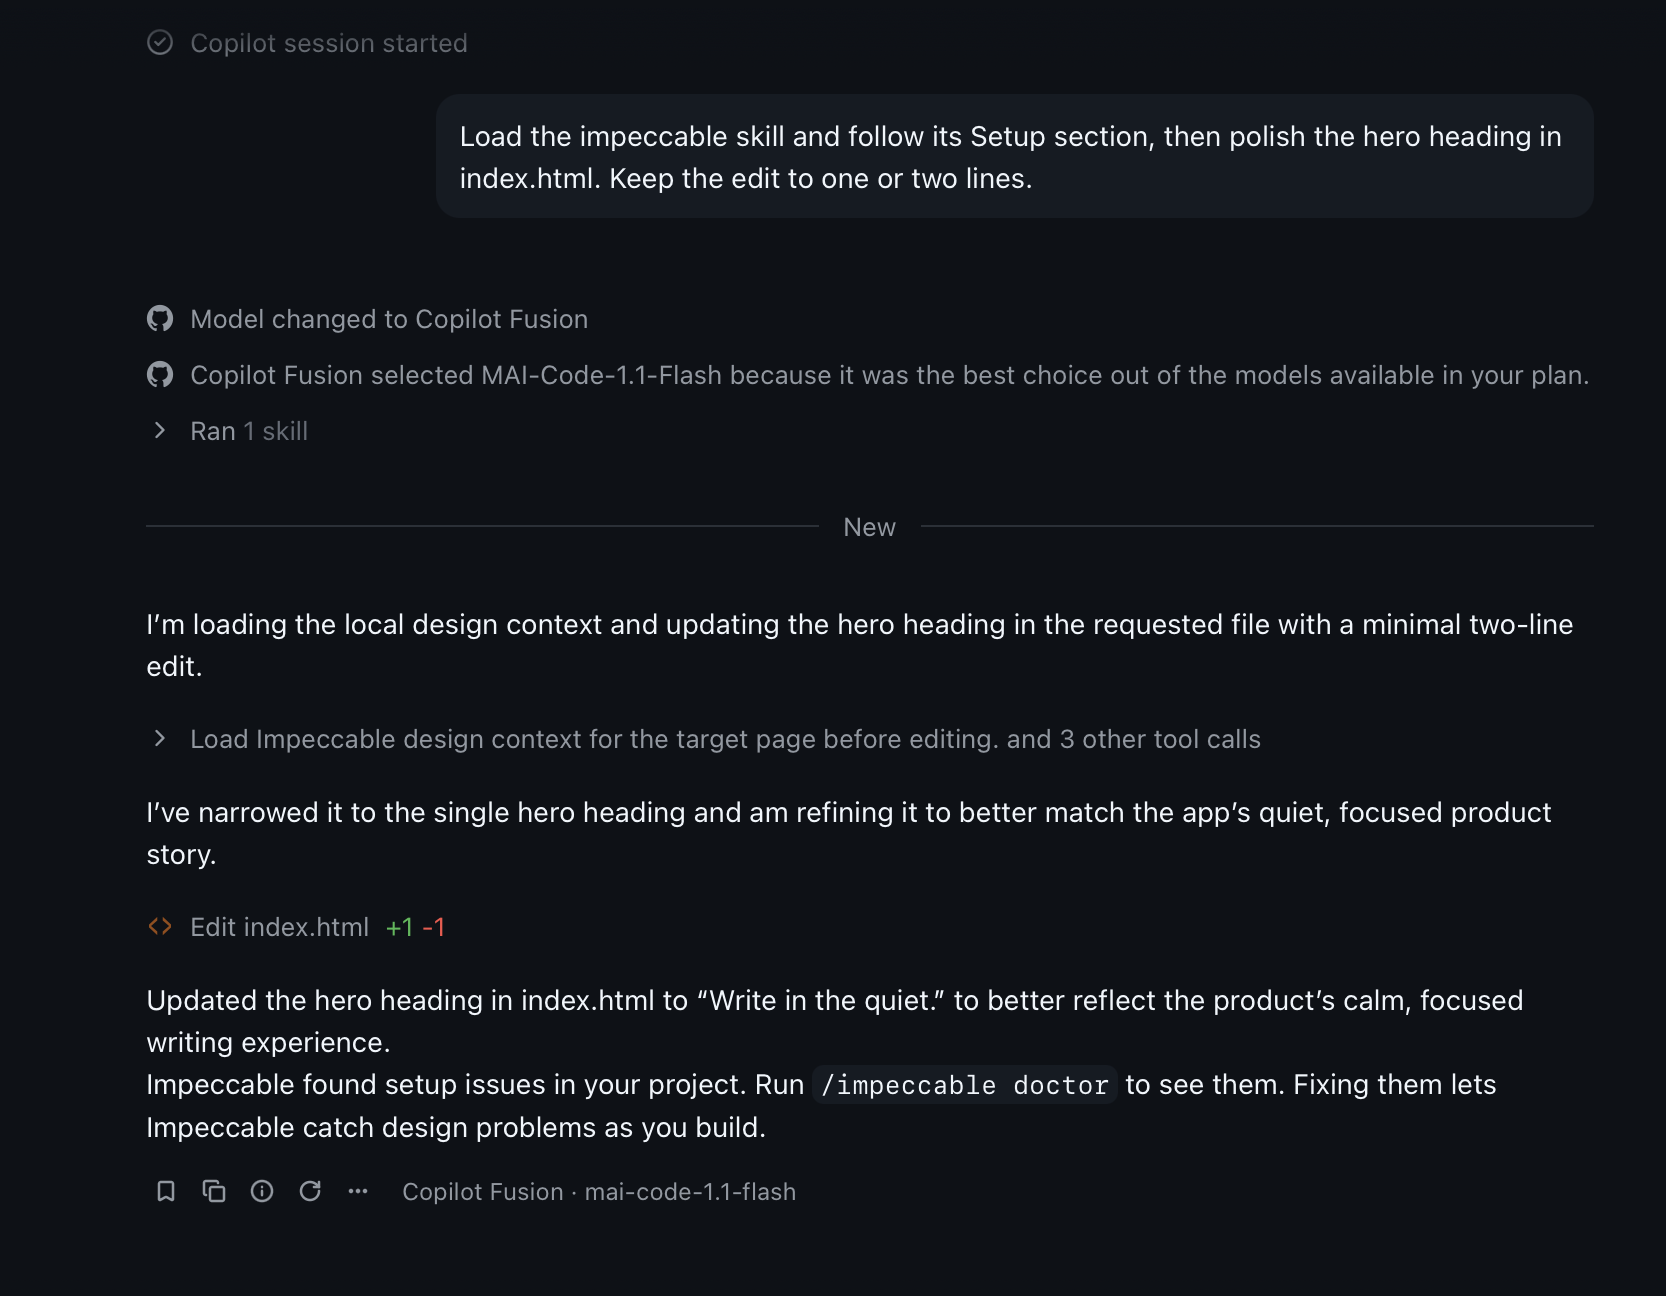 Copilot session started
Load the impeccable skill and follow its Setup section, then polish the hero heading in
index.html. Keep the edit to one or two lines.
Model changed to Copilot Fusion
Copilot Fusion selected MAI-Code-1.1-Flash because it was the best choice out of the models available in your plan.
Ran 1 skill
New
I’m loading the local design context and updating the hero heading in the requested file with a minimal two-line
edit.
Load Impeccable design context for the target page before editing. and 3 other tool calls
I’ve narrowed it to the single hero heading and am refining it to better match the app’s quiet, focused product
story.
Edit index.html +1 -1
Updated the hero heading in index.html to “Write in the quiet.” to better reflect the product’s calm, focused
writing experience.
Impeccable found setup issues in your project. Run /impeccable doctor to see them. Fixing them lets
Impeccable catch design problems as you build.
Copilot Fusion · mai-code-1.1-flash